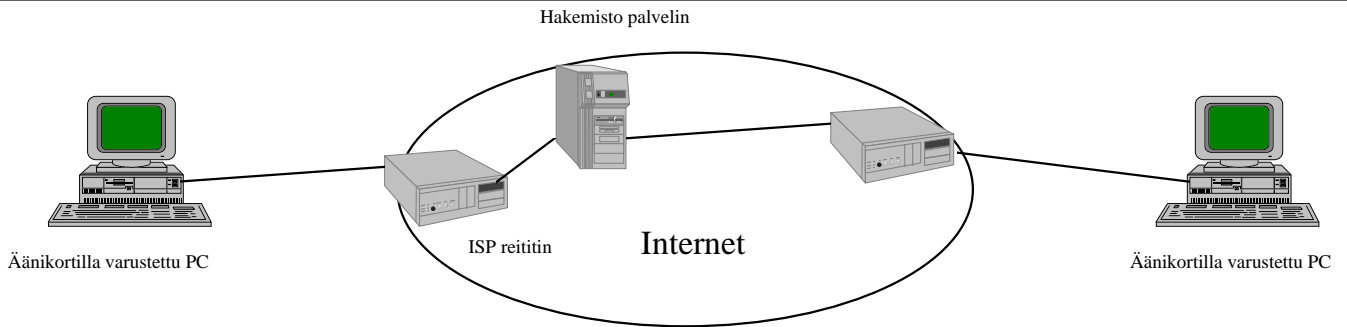 Hakemisto palvelin
ISP reititin
Internet
Äänikortilla varustettu PC
Äänikortilla varustettu PC